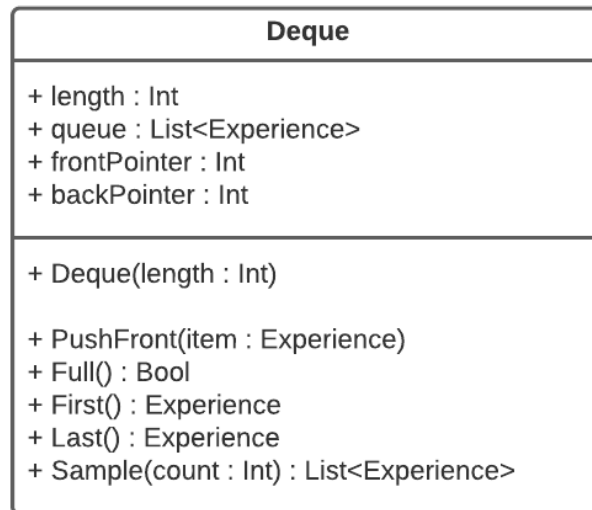 Deque
+ length : Int
+ queue : List<Experience>
+ frontPointer : Int
+ backPointer : Int
+ Deque(length : Int)
+ PushFront(item : Experience)
+ Full() : Bool
+ First() : Experience
+ Last() : Experience
+ Sample(count : Int) : List<Experience>